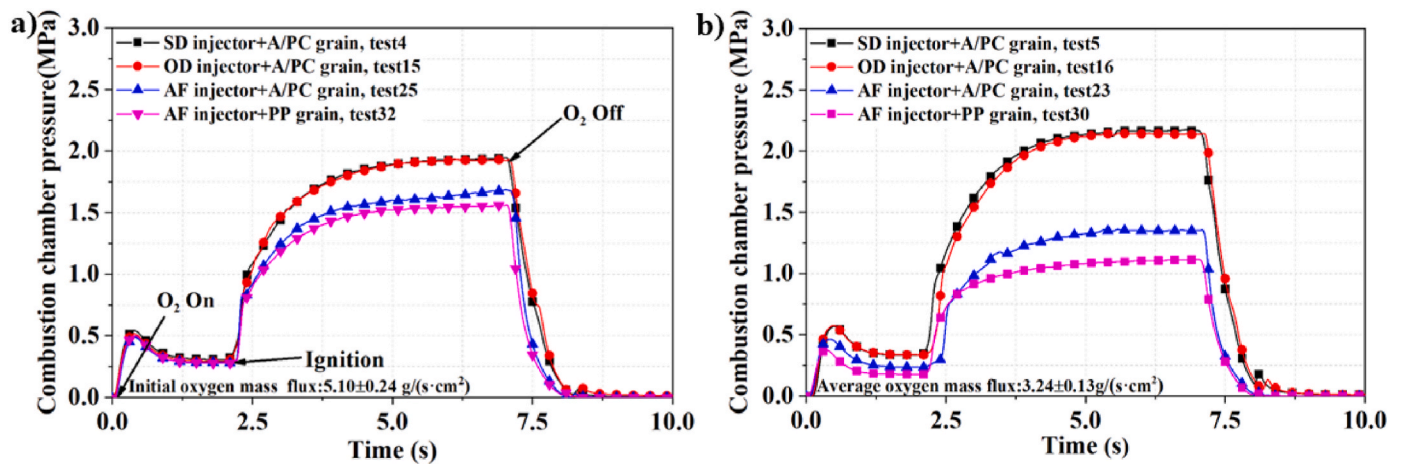 a)
Combustion chamber pressure(MPa)
3.0
2.5
2.0
1.5
1.0
0.5
0.0
SD injector+A/PC grain, test4
OD injector+A/PC grain, test15
AF injector+A/PC grain, test25
AF injector+PP grain, test32
O₂ Off
O₂ On
Ignition
Initial oxygen mass flux:5.10±0.24 g/(s·cm²)
0.0 2.5 5.0 7.5 10.0
Time (s)
b)
Combustion chamber pressure (MPa)
3.0
2.5
2.0
1.5
1.0
0.5
0.0
SD injector+A/PC grain, test5
OD injector+A/PC grain, test16
AF injector+A/PC grain, test23
AF injector+PP grain, test30
Average oxygen mass flux:3.24±0.13g/(s·cm²)
0.0 2.5 5.0 7.5 10.0
Time (s)